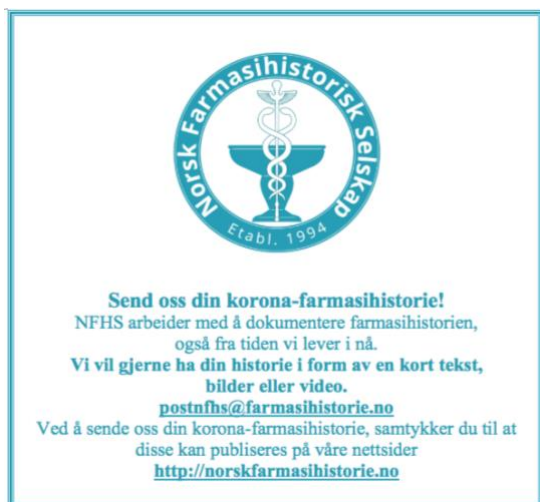 Norsk Farmasihistorisk Selskap
Etabl. 1994
Send oss din korona-farmasihistorie!
NFHS arbeider med å dokumentere farmasihistorien,
også fra tiden vi lever i nå.
Vi vil gjerne ha din historie i form av en kort tekst,
bilder eller video.
postnfhs@farmasihistorie.no
Ved å sende oss din korona-farmasihistorie, samtykker du til at
disse kan publiseres på våre nettsider
http://norskfarmasihistorie.no